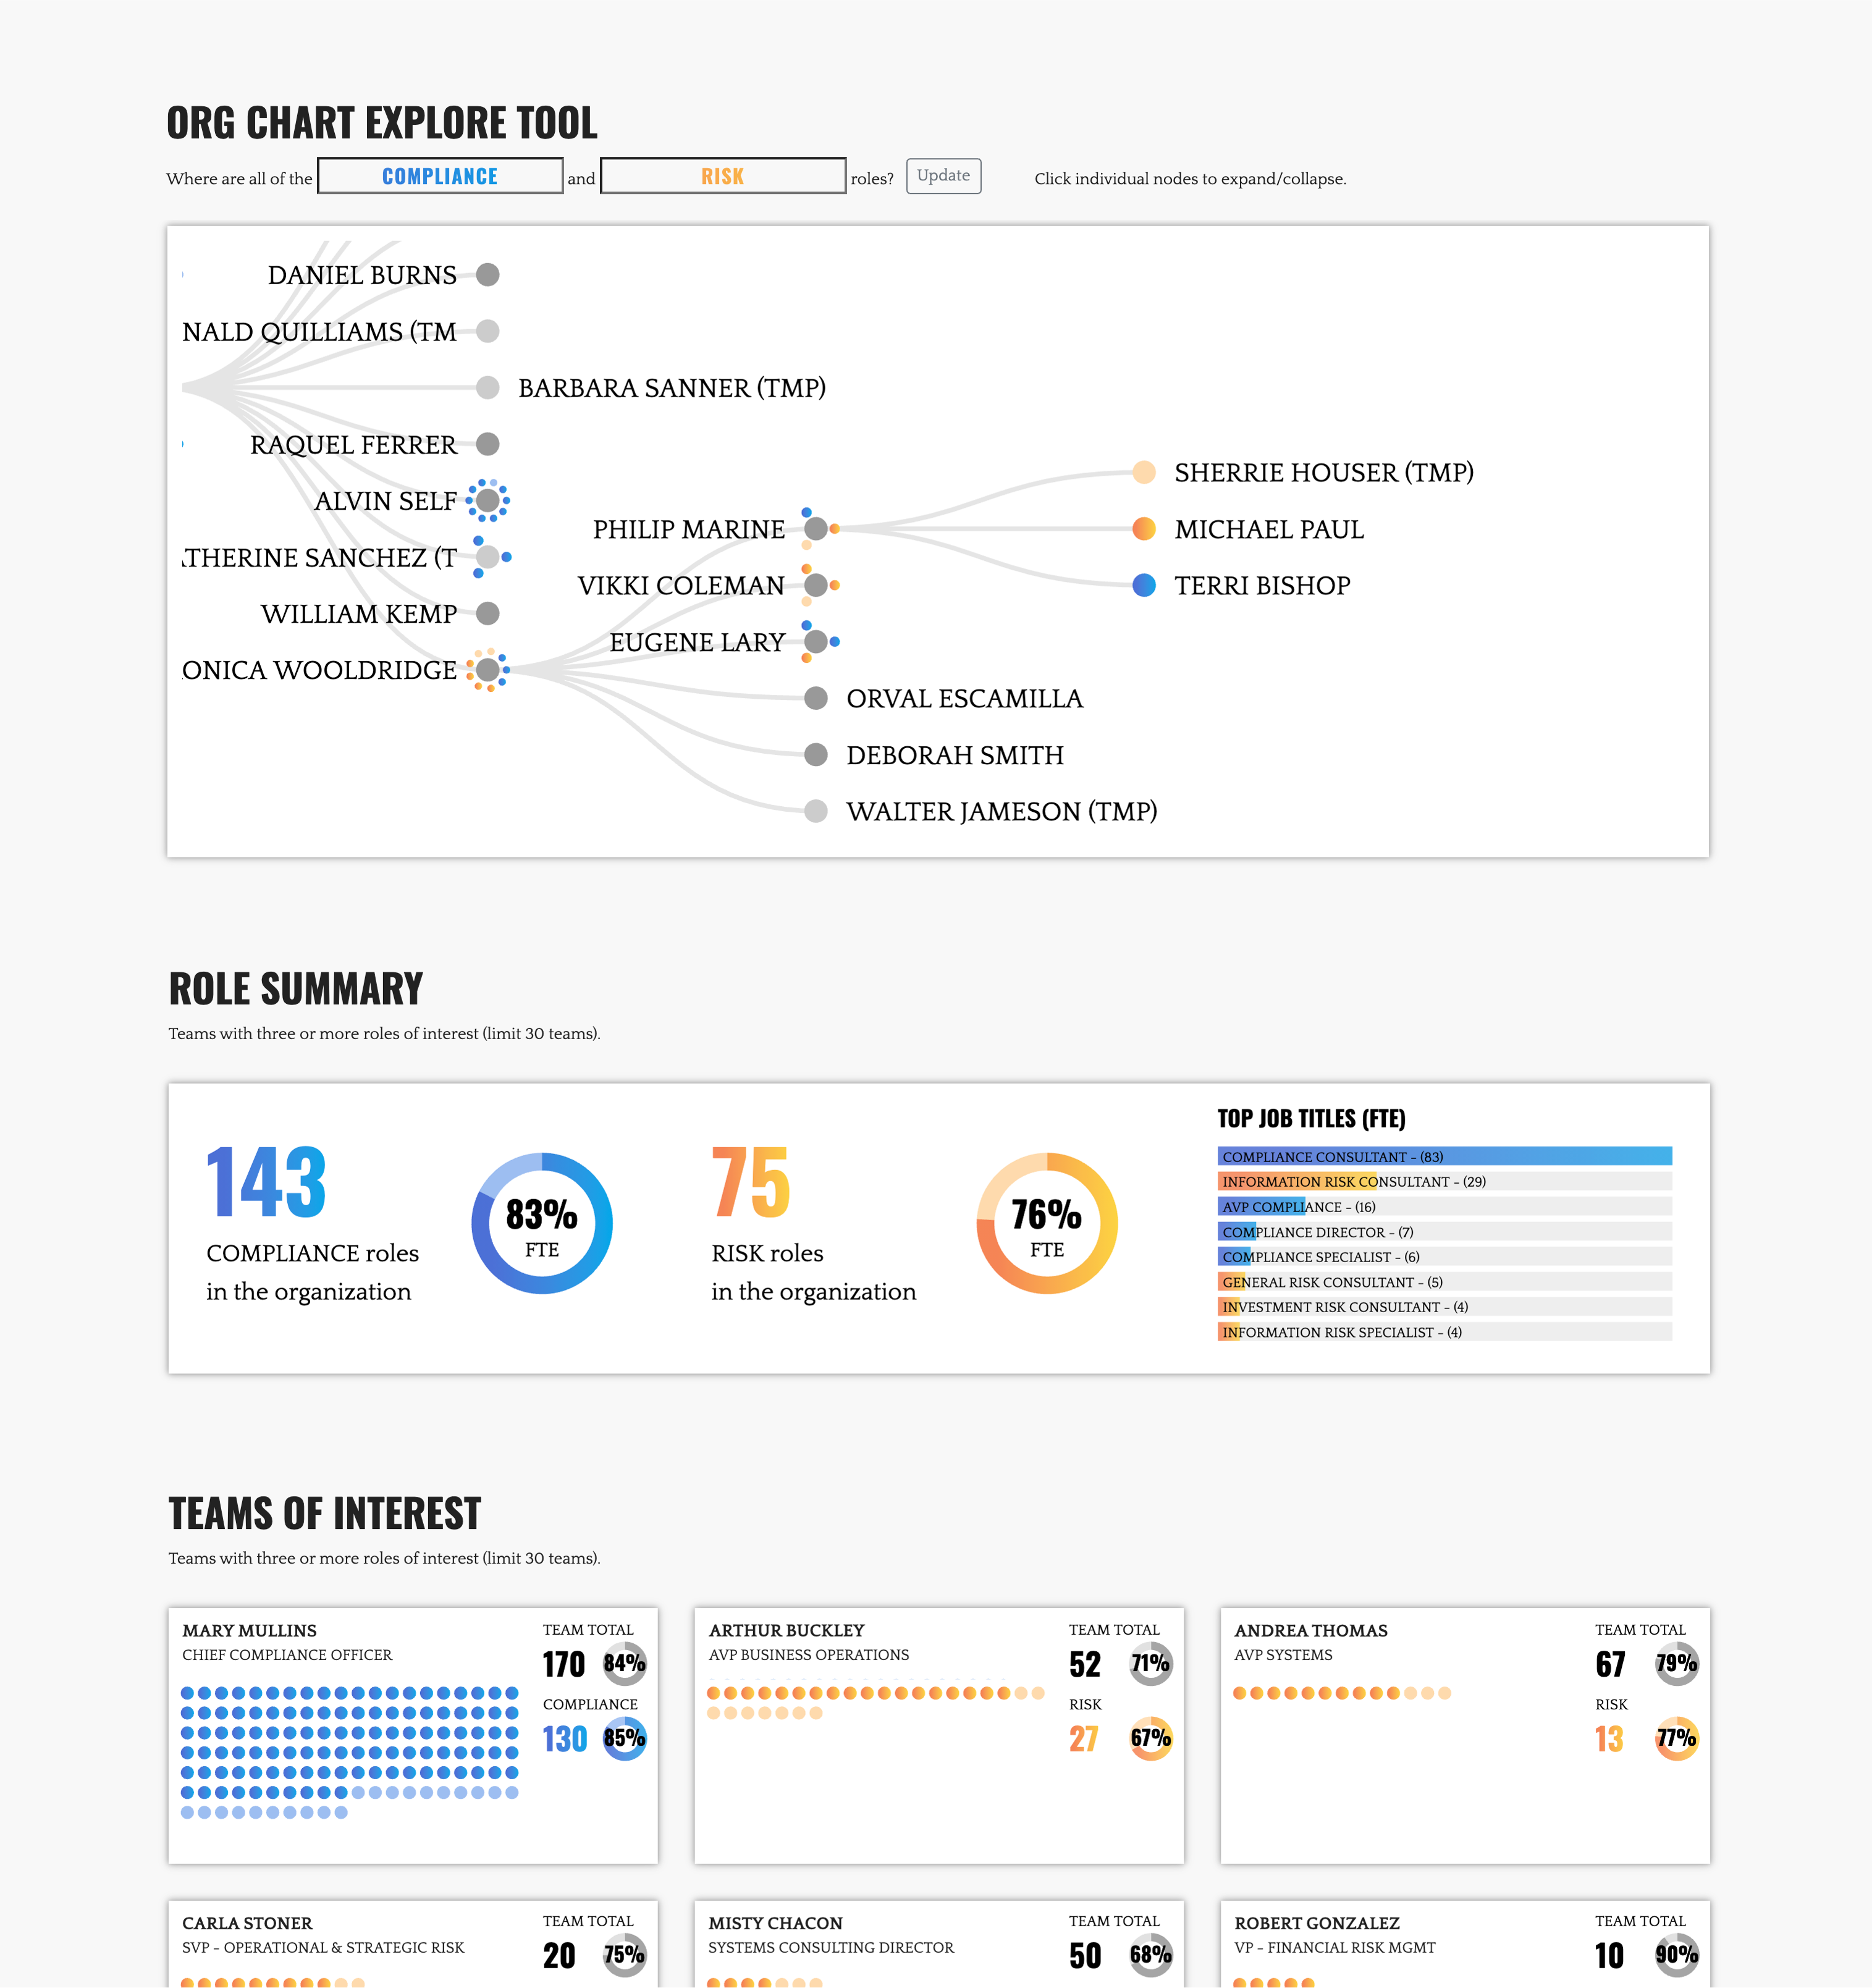 ORG CHART EXPLORE TOOL
Where are all of the COMPLIANCE and RISK roles? Update Click individual nodes to expand/collapse.
DANIEL BURNS
NALD QUILLIAMS (TM
BARBARA SANNER (TMP)
RAQUEL FERRER
SHERRIE HOUSER (TMP)
ALVIN SELF
PHILIP MARINE
MICHAEL PAUL
ATHERINE SANCHEZ (T
VIKKI COLEMAN
TERRI BISHOP
WILLIAM KEMP
EUGENE LARY
ONICA WOOLDRIDGE
ORVAL ESCAMILLA
DEBORAH SMITH
WALTER JAMESON (TMP)
ROLE SUMMARY
Teams with three or more roles of interest (limit 30 teams).
143
COMPLIANCE roles
in the organization
83%
FTE
75
RISK roles
in the organization
76%
FTE
TOP JOB TITLES (FTE)
COMPLIANCE CONSULTANT - (83)
INFORMATION RISK CONSULTANT - (29)
AVP COMPLIANCE - (16)
COMPLIANCE DIRECTOR - (7)
COMPLIANCE SPECIALIST - (6)
GENERAL RISK CONSULTANT - (5)
INVESTMENT RISK CONSULTANT - (4)
INFORMATION RISK SPECIALIST - (4)
TEAMS OF INTEREST
Teams with three or more roles of interest (limit 30 teams).
MARY MULLINS
CHIEF COMPLIANCE OFFICER
TEAM TOTAL
170 84%
COMPLIANCE
130 85%
ARTHUR BUCKLEY
AVP BUSINESS OPERATIONS
TEAM TOTAL
52 71%
RISK
27 67%
ANDREA THOMAS
AVP SYSTEMS
TEAM TOTAL
67 79%
RISK
13 77%
CARLA STONER
SVP - OPERATIONAL & STRATEGIC RISK
TEAM TOTAL
20 75%
MISTY CHACON
SYSTEMS CONSULTING DIRECTOR
TEAM TOTAL
50 68%
ROBERT GONZALEZ
VP - FINANCIAL RISK MGMT
TEAM TOTAL
10 90%